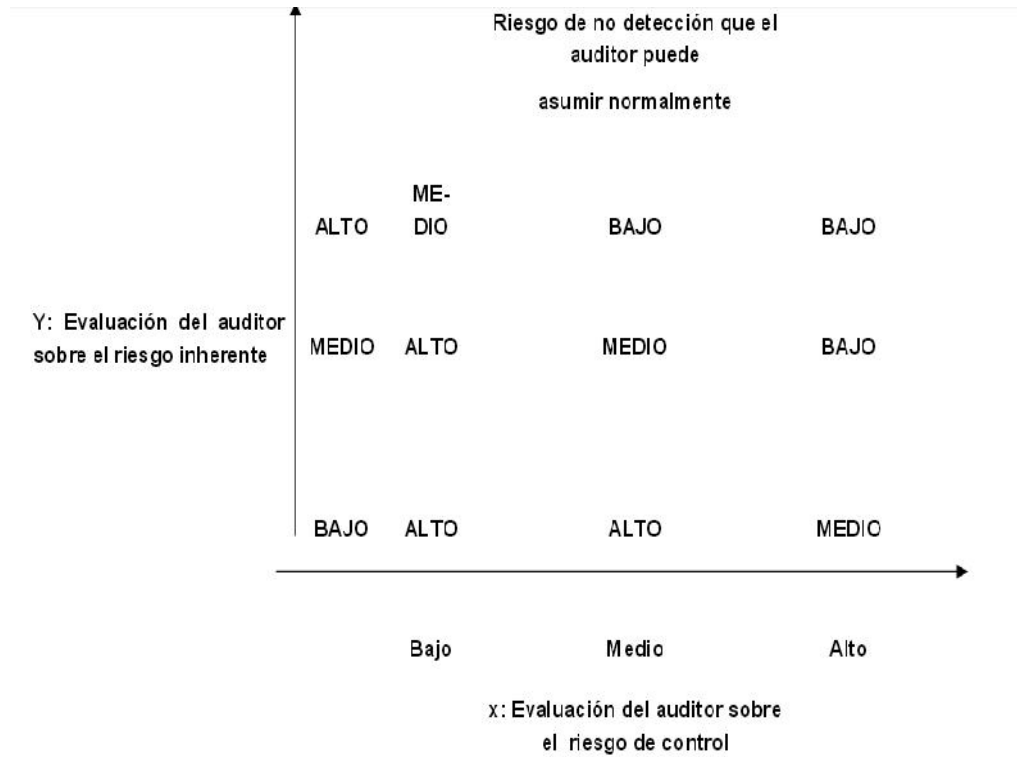 Riesgo de no detección que el
auditor puede
asumir normalmente
ME-
ALTO DIO BAJO BAJO
Y: Evaluación del auditor
sobre el riesgo inherente
MEDIO ALTO MEDIO BAJO
BAJO ALTO ALTO MEDIO
Bajo Medio Alto
x: Evaluación del auditor sobre
el riesgo de control